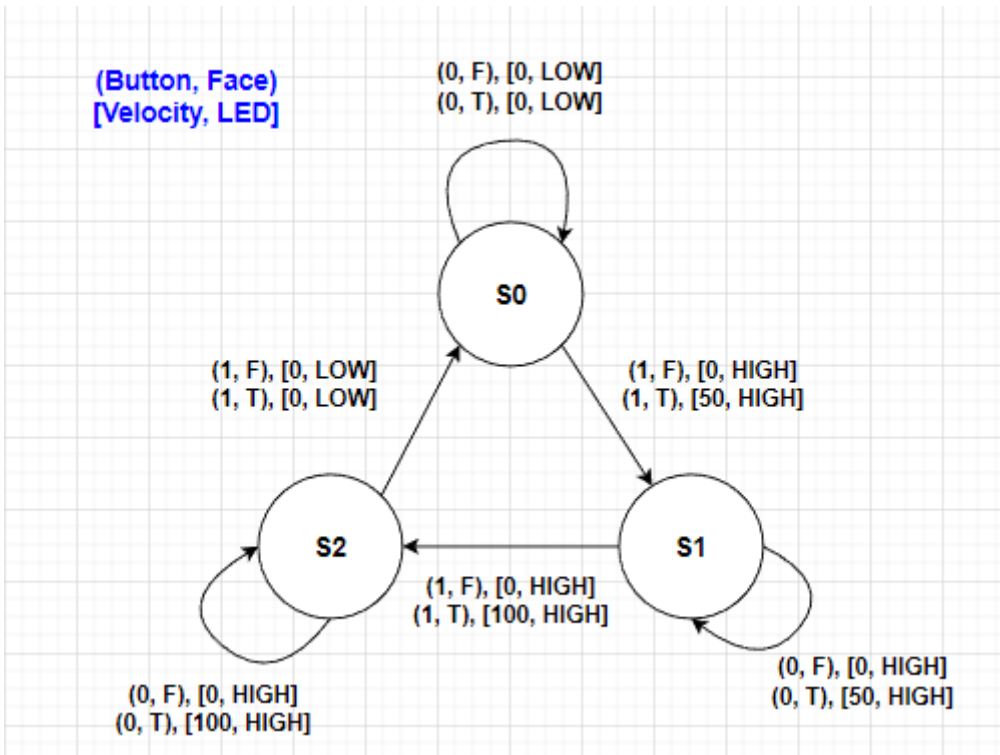 (Button, Face)
[Velocity, LED]
(0, F), [0, LOW]
(0, T), [0, LOW]
S0
(1, F), [0, LOW]
(1, T), [0, LOW]
(1, F), [0, HIGH]
(1, T), [50, HIGH]
S2
S1
(1, F), [0, HIGH]
(1, T), [100, HIGH]
(0, F), [0, HIGH]
(0, T), [100, HIGH]
(0, F), [0, HIGH]
(0, T), [50, HIGH]